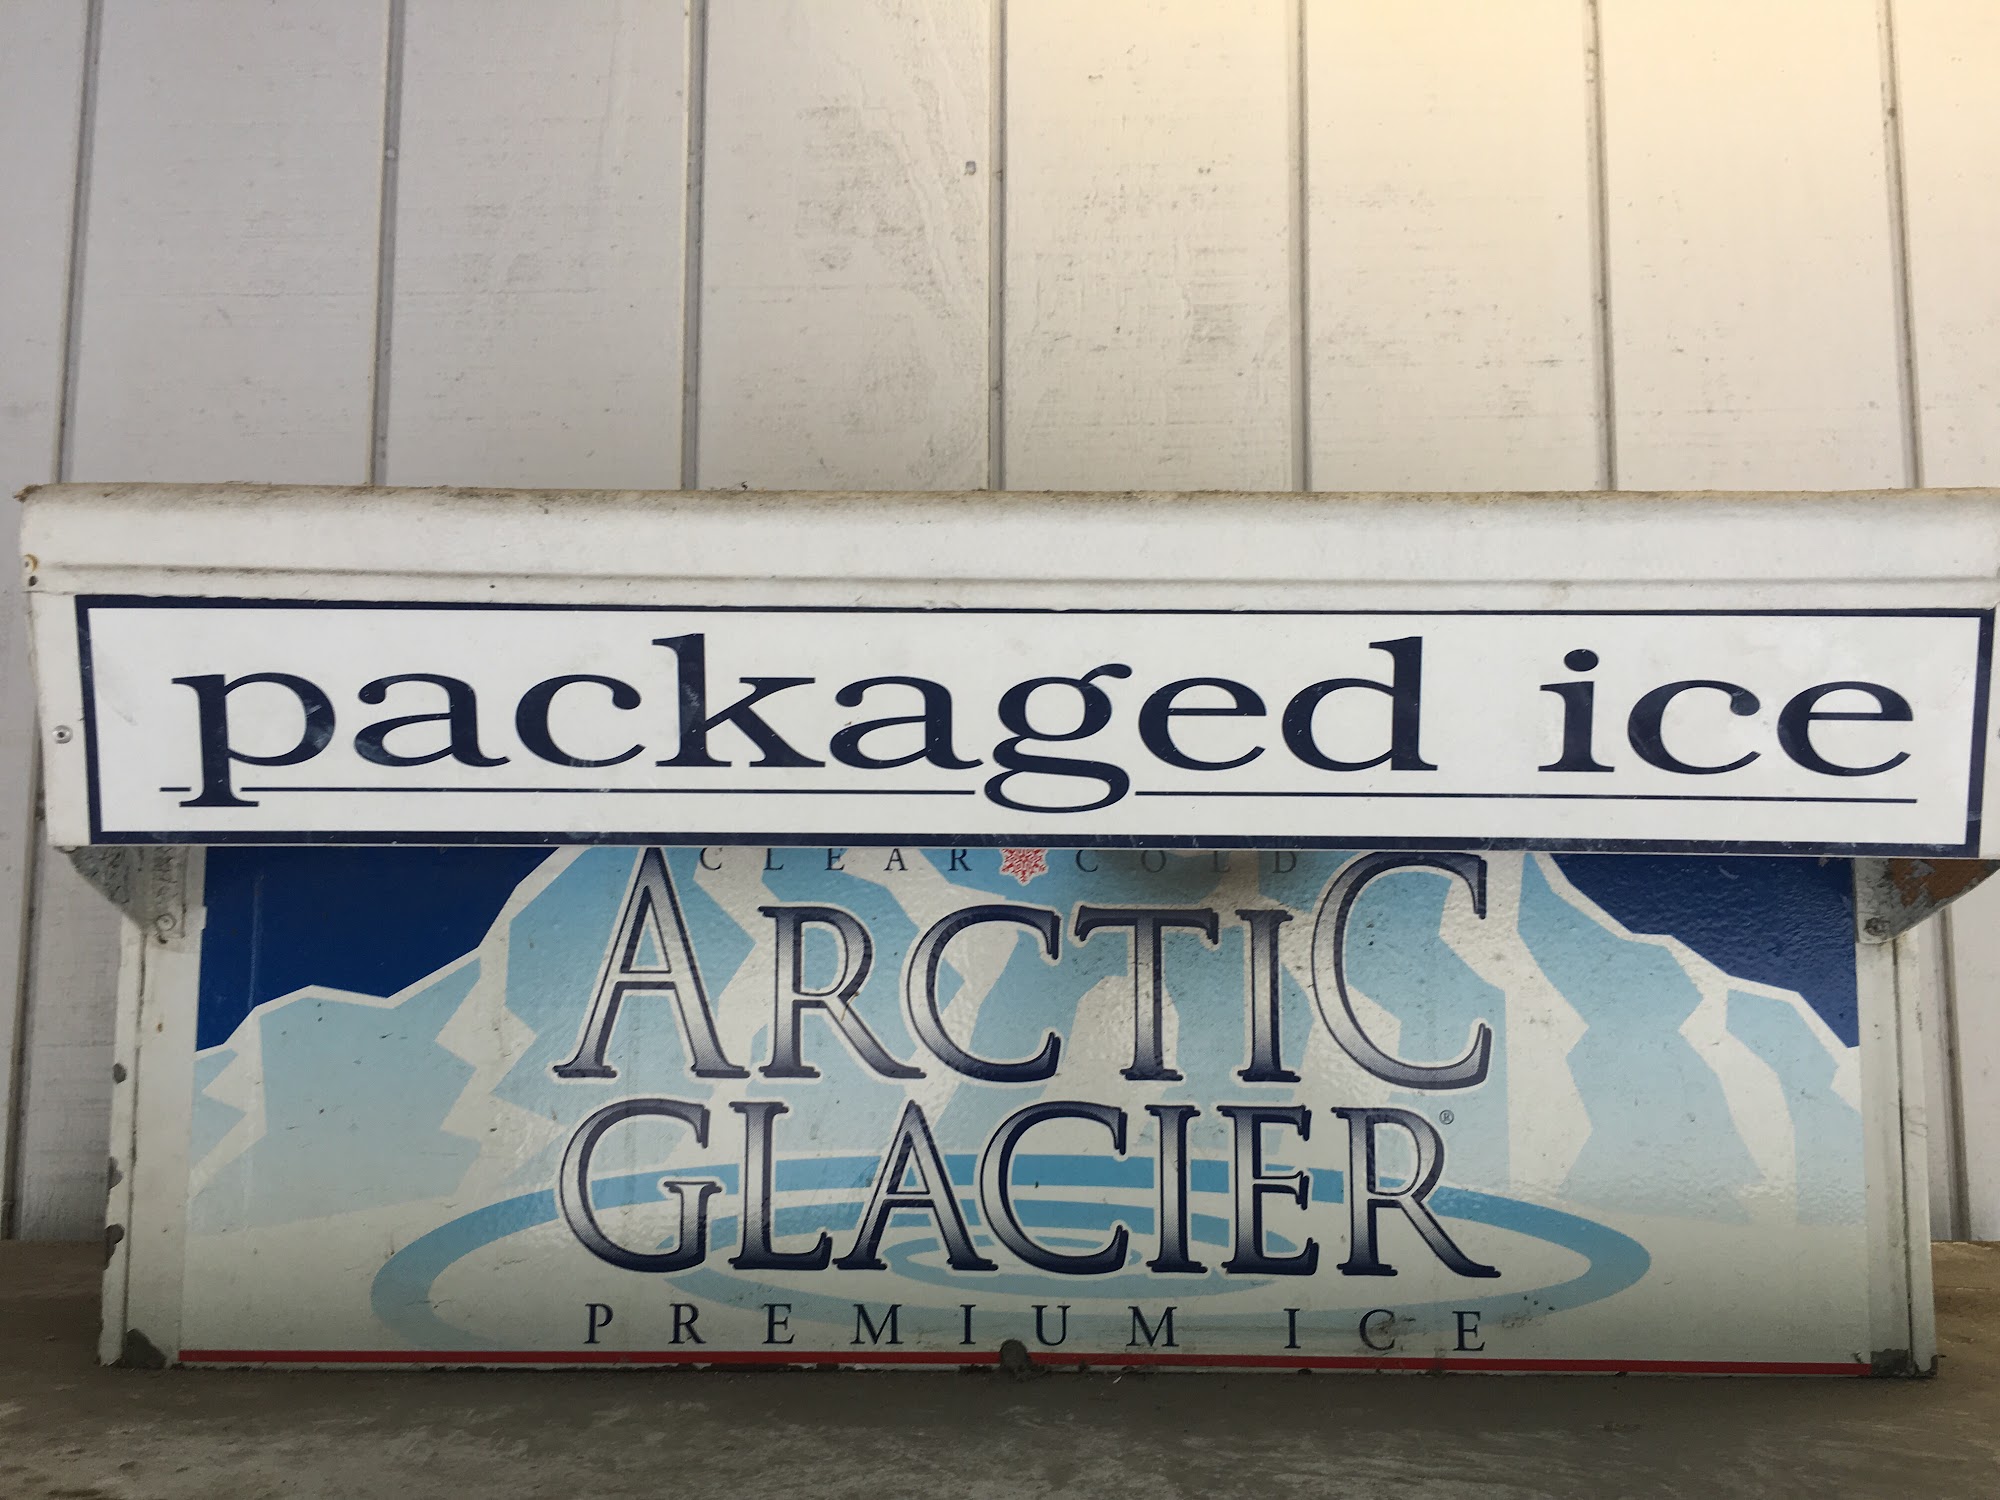 packaged ice
CLEAR COLD
ARCTIC
GLACIER®
PREMIUM ICE